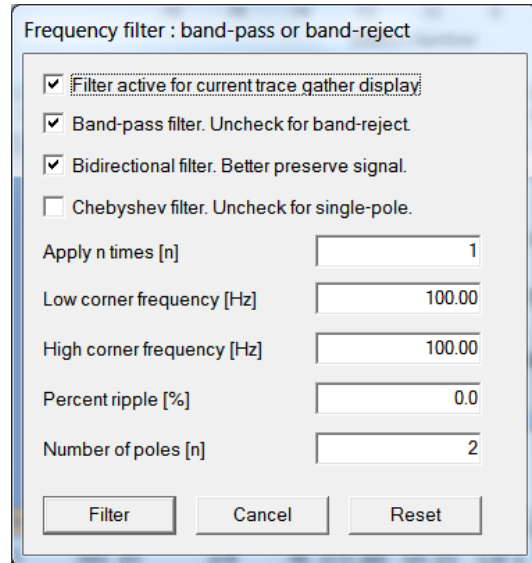 Frequency filter : band-pass or band-reject
Filter active for current trace gather display
Band-pass filter. Uncheck for band-reject.
Bidirectional filter. Better preserve signal.
Chebyshev filter. Uncheck for single-pole.
Apply n times [n] 1
Low corner frequency [Hz] 100.00
High corner frequency [Hz] 100.00
Percent ripple [%] 0.0
Number of poles [n] 2
Filter Cancel Reset